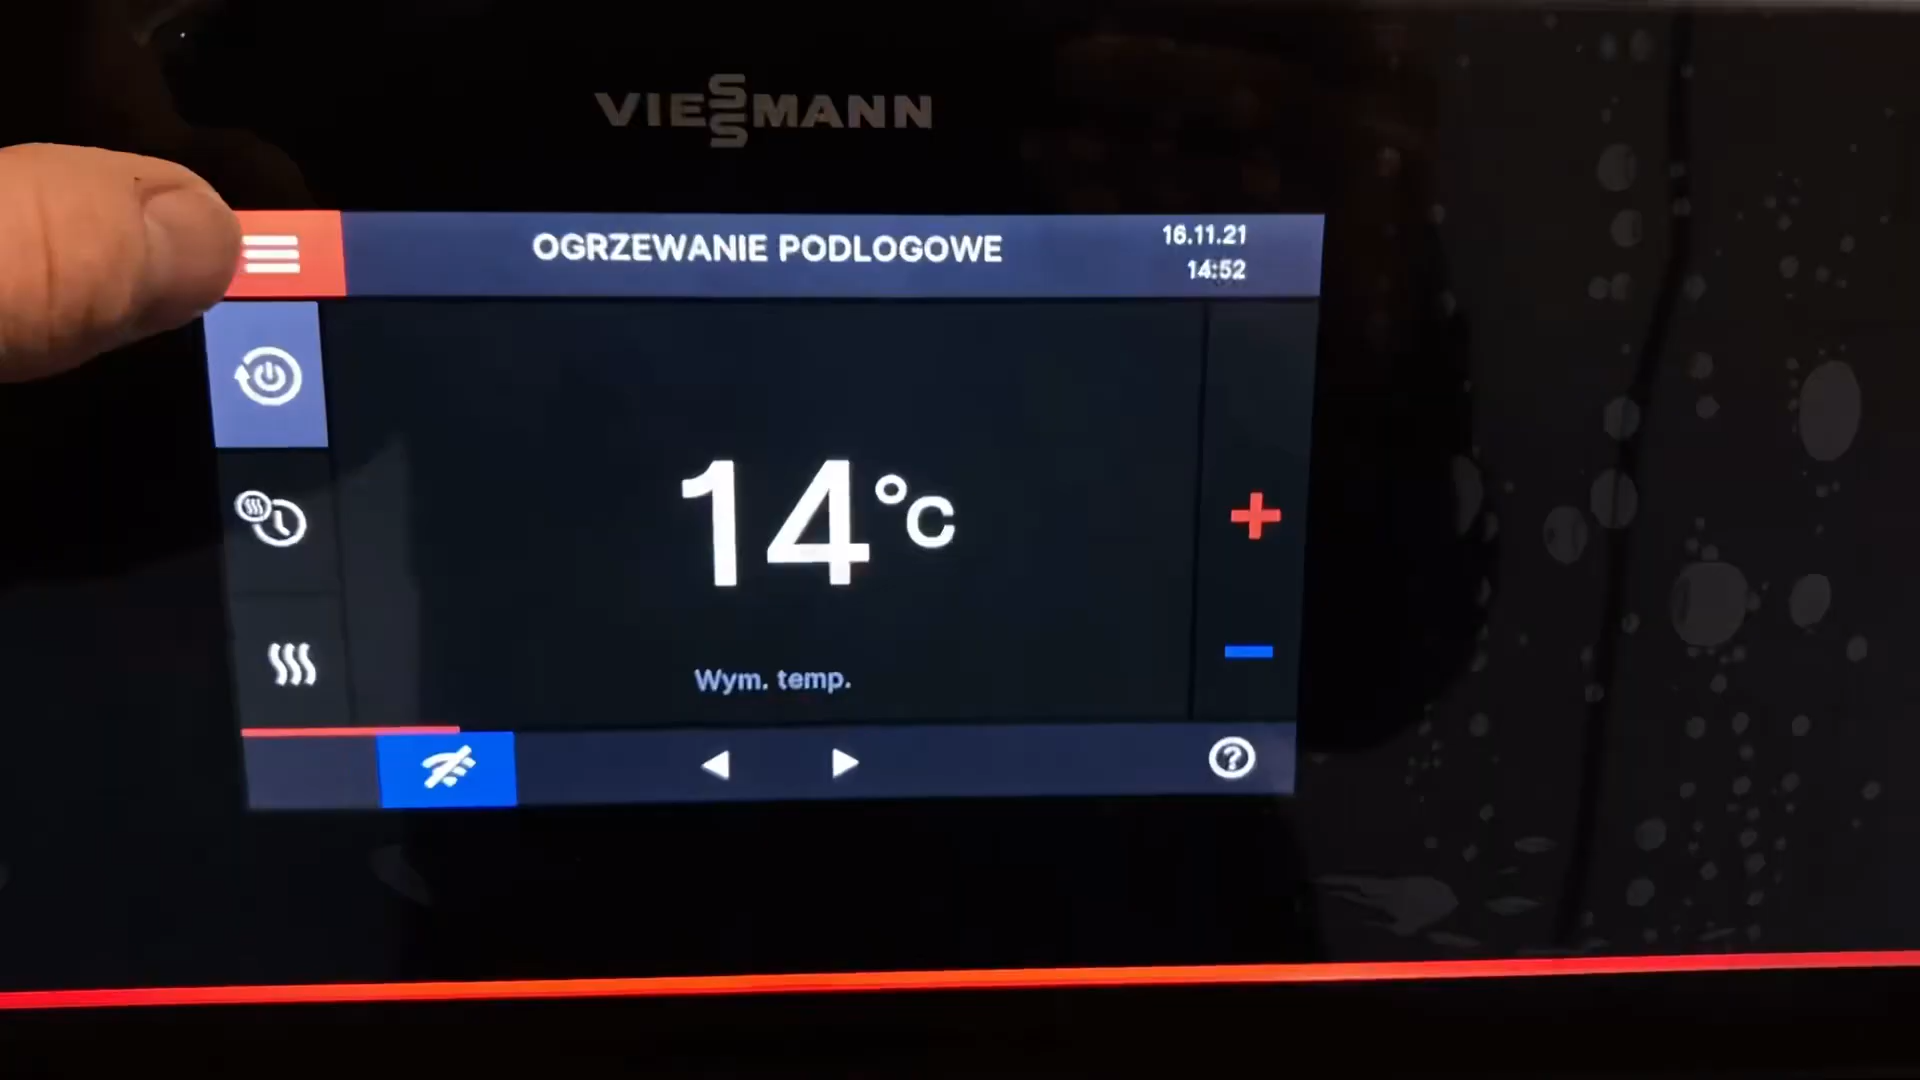 VIESSMANN
OGRZEWANIE PODLOGOWE
16.11.21
14:52
14°C
Wym. temp.